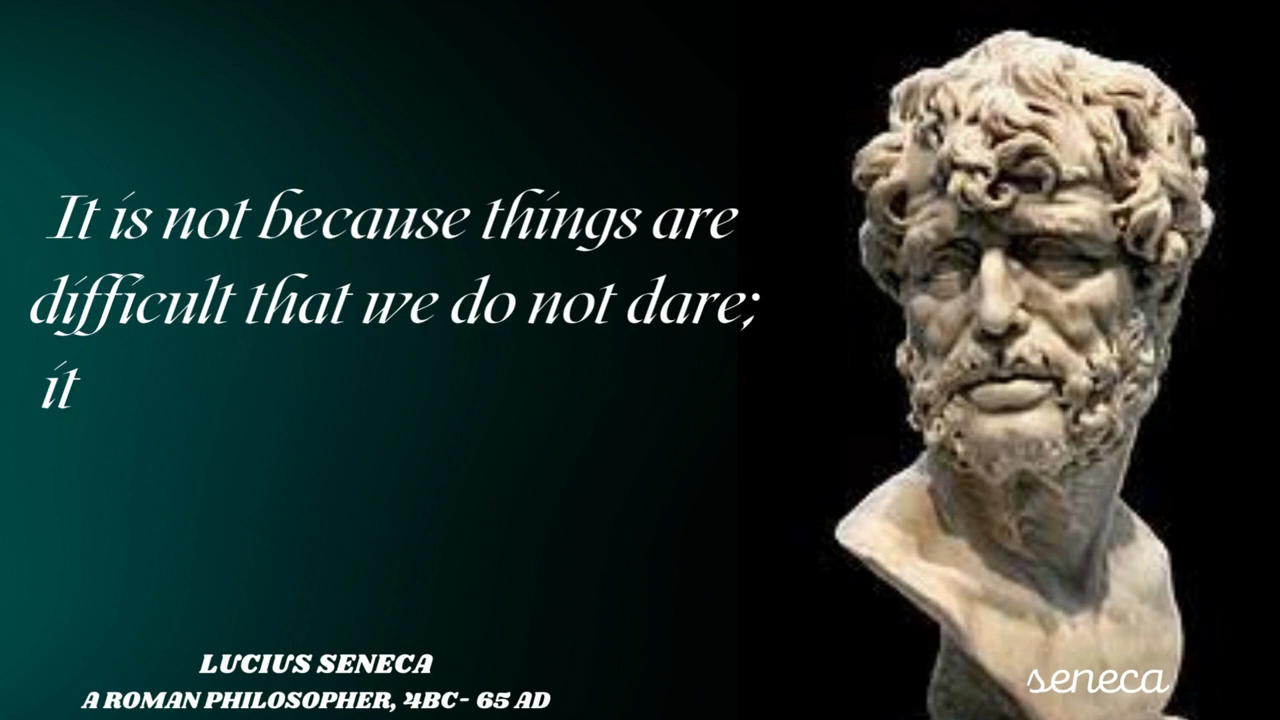 It is not because things are
difficult that we do not dare;
it
LUCIUS SENECA
A ROMAN PHILOSOPHER, 4BC- 65 AD
seneca